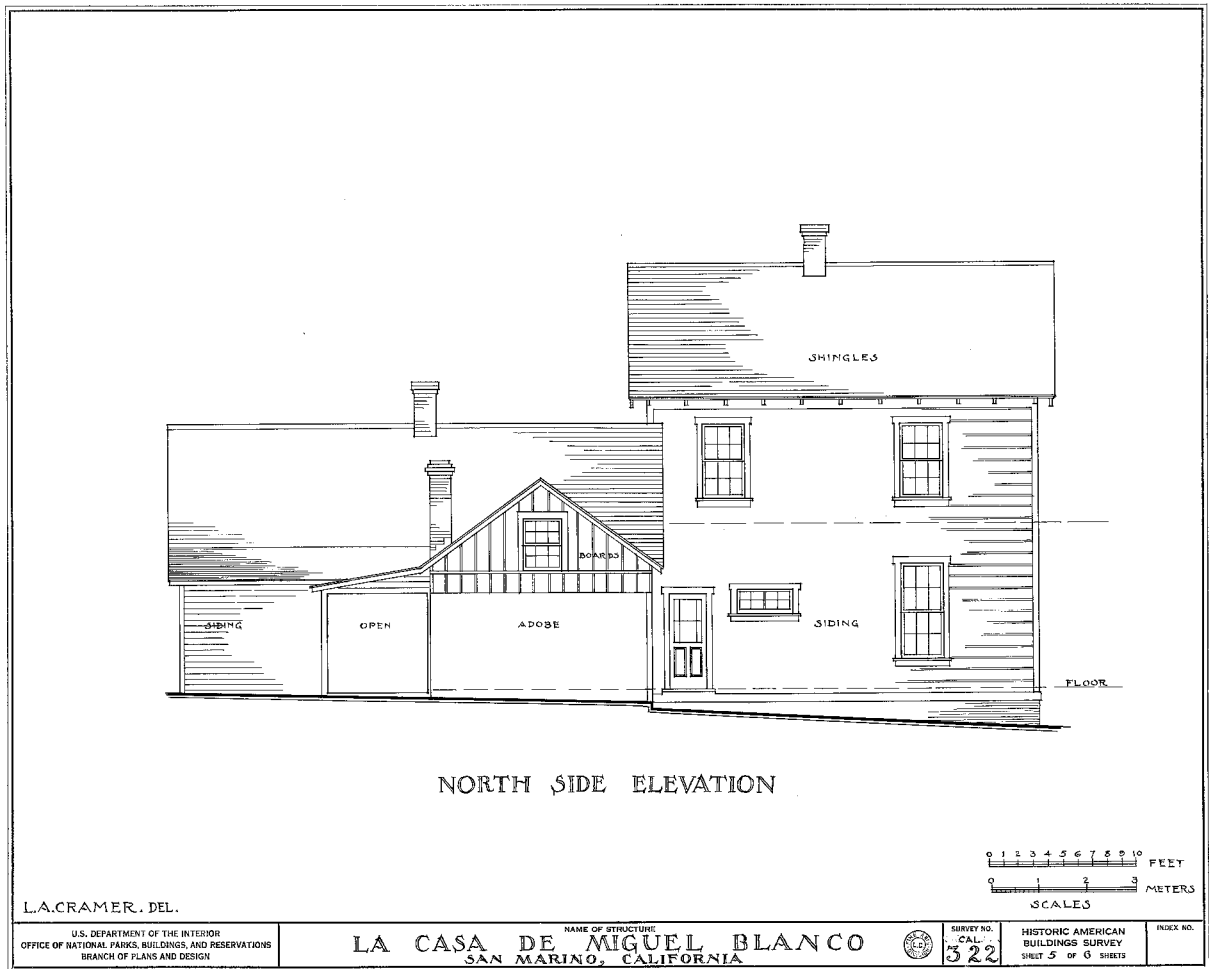 SHINGLES
BOARDS
SIDING
OPEN
ADOBE
SIDING
FLOOR
NORTH SIDE ELEVATION
0 1 2 3 4 5 6 7 8 9 10
FEET
0 1 2 3
METERS
SCALES
L.A.CRAMER. DEL.
U.S. DEPARTMENT OF THE INTERIOR
OFFICE OF NATIONAL PARKS, BUILDINGS, AND RESERVATIONS
BRANCH OF PLANS AND DESIGN
NAME OF STRUCTURE
LA CASA DE MIGUEL BLANCO
SAN MARINO, CALIFORNIA
SURVEY NO.
CAL.
322
HISTORIC AMERICAN
BUILDINGS SURVEY
SHEET 5 OF 6 SHEETS
INDEX NO.